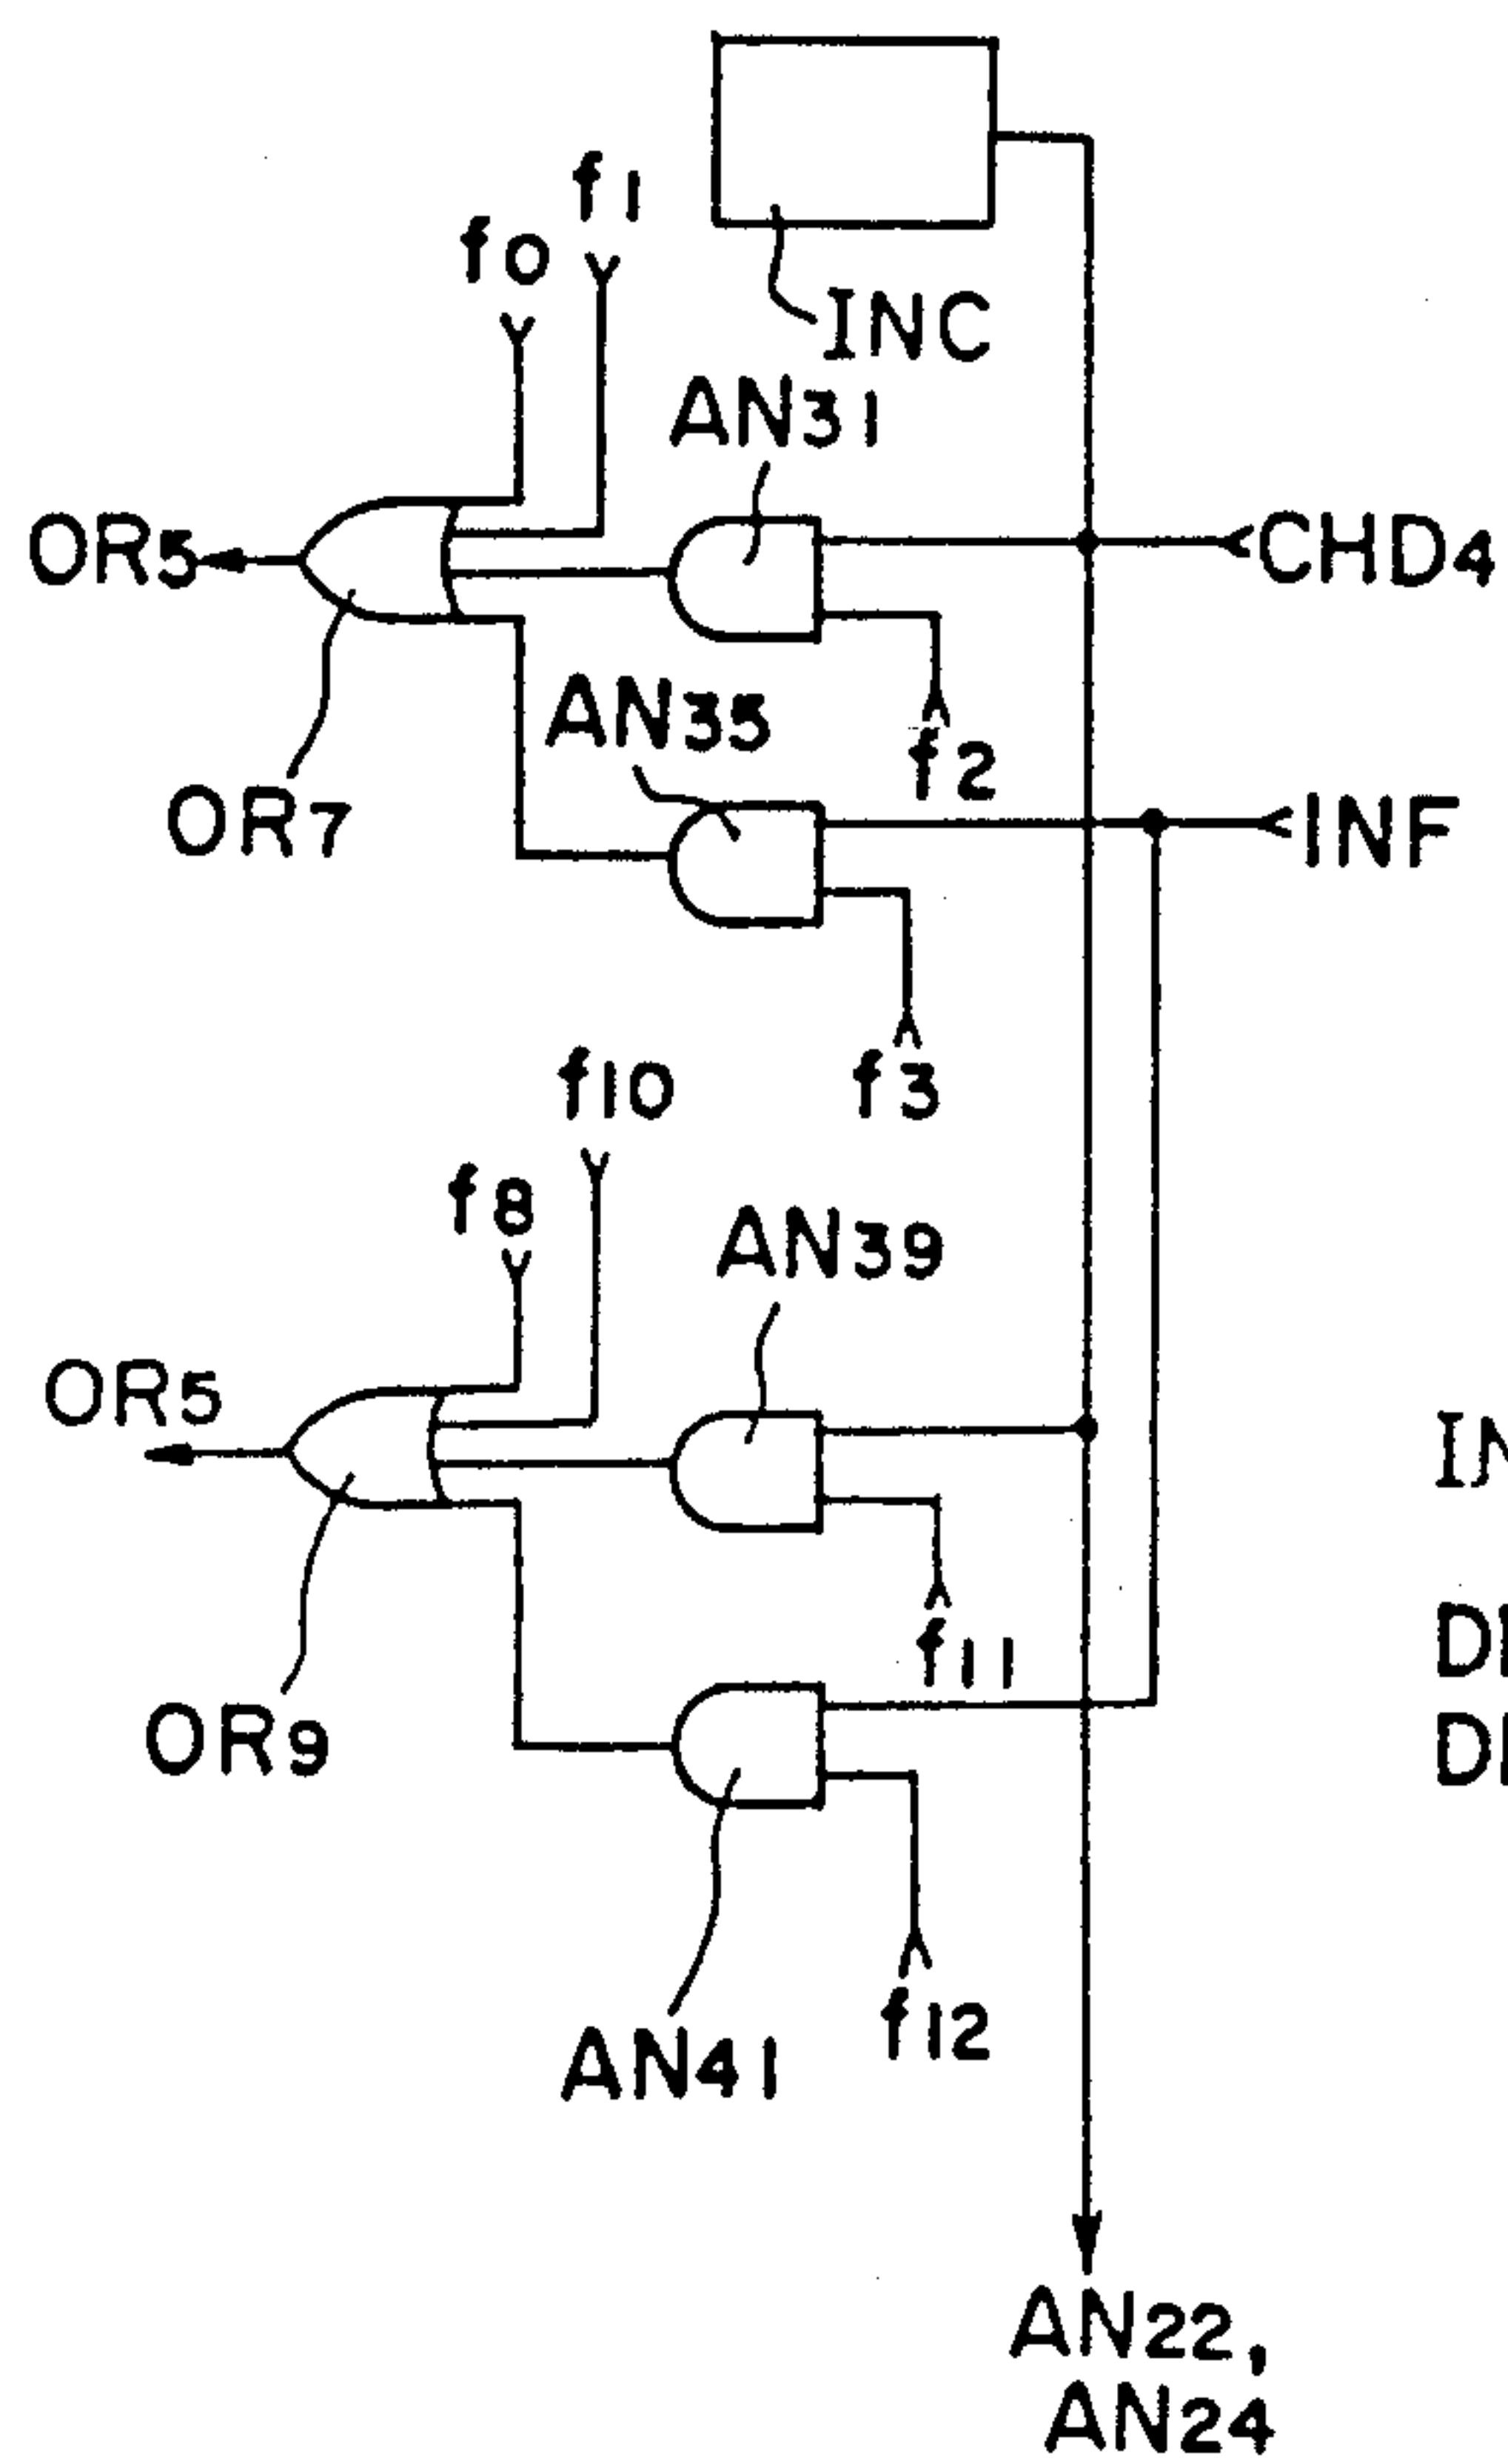 f1
f0
INC
AN31
OR5
CHD4
AN35
f2
OR7
INF
f10
f3
f8
AN39
OR5
f11
OR9
f12
AN41
AN22,
AN24